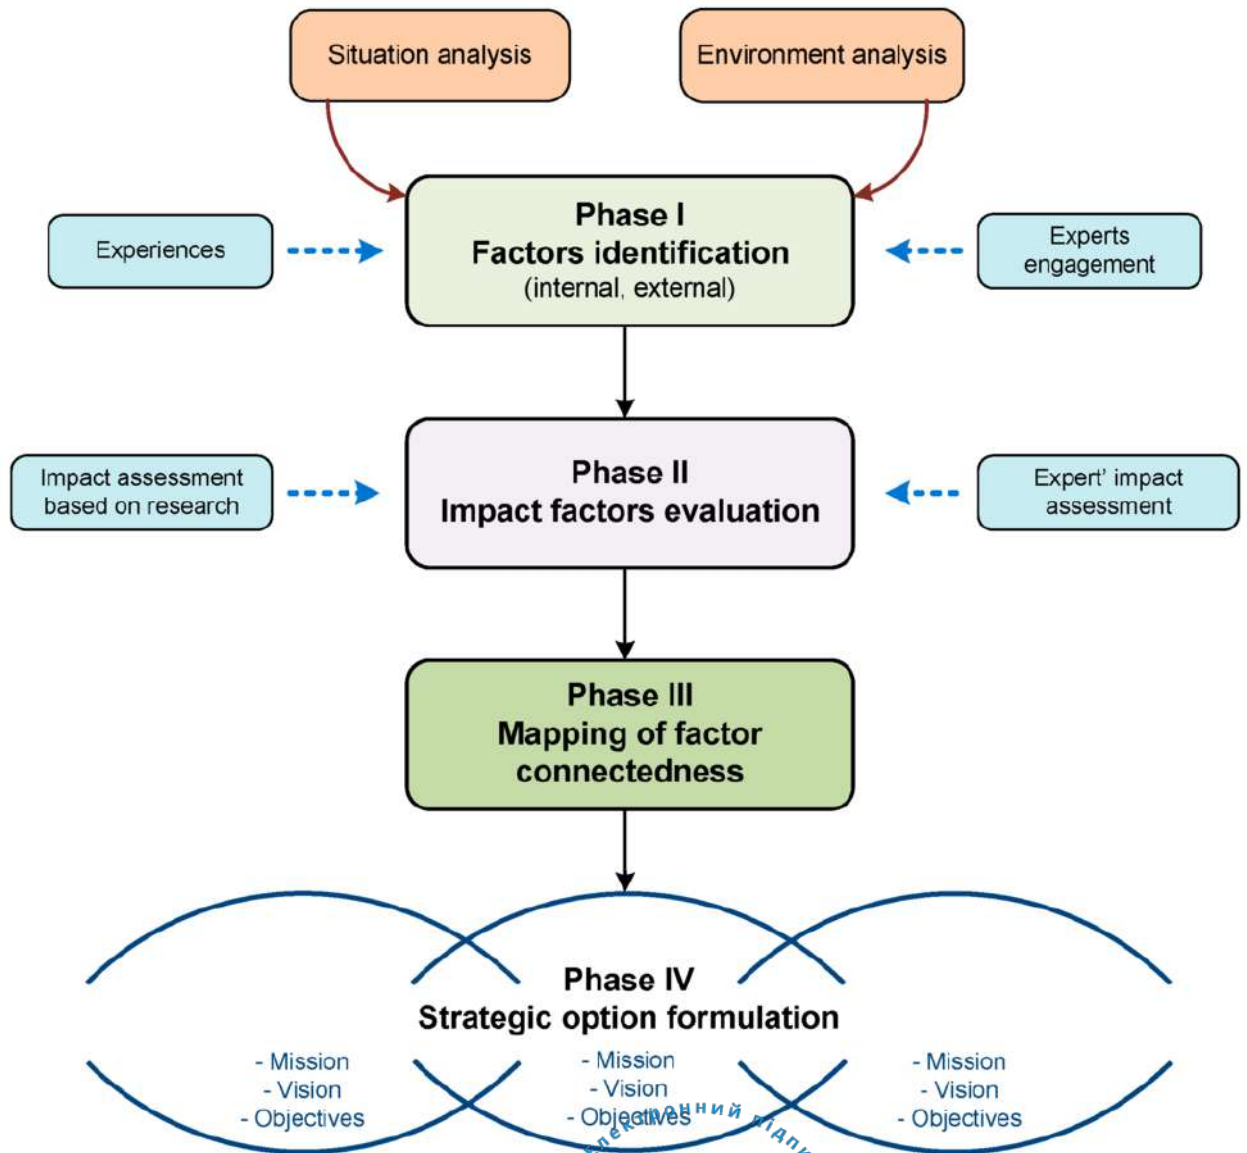 Situation analysis
Environment analysis
Phase I
Factors identification
(internal, external)
Experiences
Experts
engagement
Phase II
Impact factors evaluation
Impact assessment
based on research
Expert’ impact
assessment
Phase III
Mapping of factor
connectedness
Phase IV
Strategic option formulation
- Mission
- Vision
- Objectives
- Mission
- Vision
- Objectives
- Mission
- Vision
- Objectives